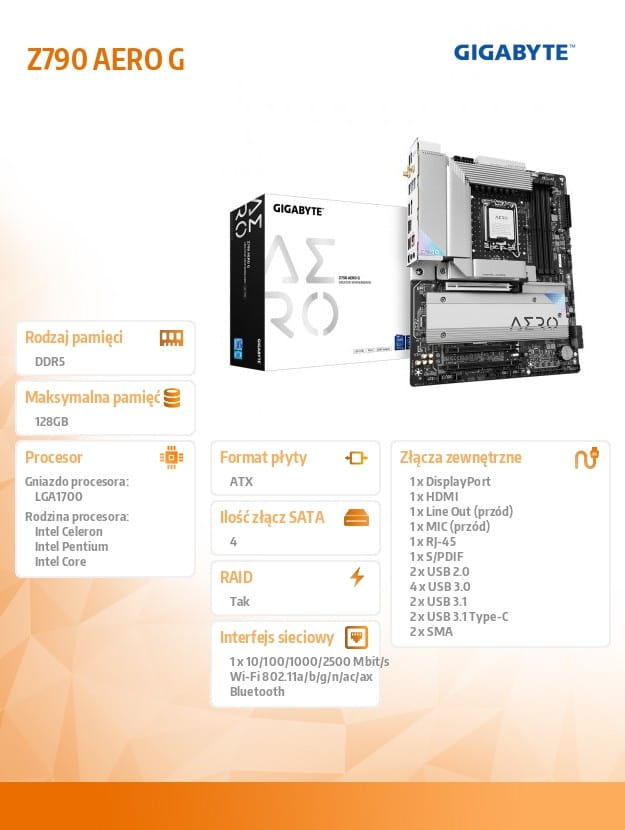 Z790 AERO G
GIGABYTE™
GIGABYTE™
AERO
Z790 AERO G
AERO
GIGABYTE
AERO
AERO
Rodzaj pamięci
DDR5
Maksymalna pamięć
128GB
Procesor
Gniazdo procesora:
LGA1700
Rodzina procesora:
Intel Celeron
Intel Pentium
Intel Core
Format płyty
ATX
Ilość złącz SATA
4
RAID
Tak
Interfejs sieciowy
1 x 10/100/1000/2500 Mbit/s
Wi-Fi 802.11a/b/g/n/ac/ax
Bluetooth
Złącza zewnętrzne
1 x DisplayPort
1 x HDMI
1 x Line Out (przód)
1 x MIC (przód)
1 x RJ-45
1 x S/PDIF
2 x USB 2.0
4 x USB 3.0
2 x USB 3.1
2 x USB 3.1 Type-C
2 x SMA